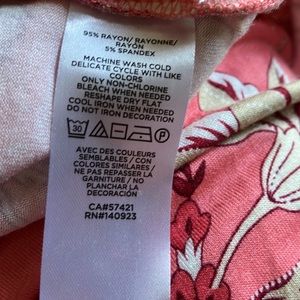 95% RAYON/ RAYONNE/
RAYON
5% SPANDEX
MACHINE WASH COLD
DELICATE CYCLE WITH LIKE
COLORS
ONLY NON-CHLORINE
BLEACH WHEN NEEDED
RESHAPE DRY FLAT
COOL IRON WHEN NEEDED
DO NOT IRON DECORATION
30
P
AVEC DES COULEURS
SEMBLABLES / CON
COLORES SIMILARES /
NE PAS REPASSER LA
GARNITURE / NO
PLANCHAR LA
DECORACIÓN
CA#57421
RN#140923